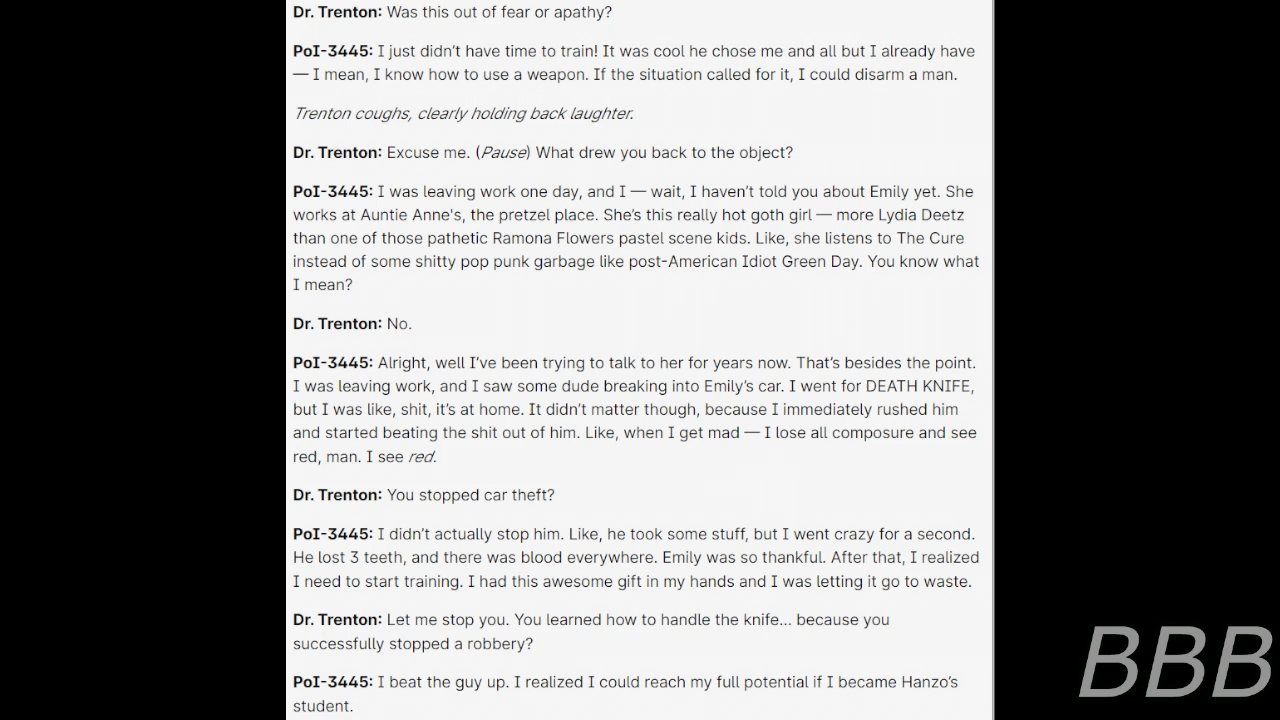 Dr. Trenton: Was this out of fear or apathy?
PoI-3445: I just didn’t have time to train! It was cool he chose me and all but I already have
— I mean, I know how to use a weapon. If the situation called for it, I could disarm a man.
Trenton coughs, clearly holding back laughter.
Dr. Trenton: Excuse me. (Pause) What drew you back to the object?
PoI-3445: I was leaving work one day, and I — wait, I haven’t told you about Emily yet. She
works at Auntie Anne's, the pretzel place. She’s this really hot goth girl — more Lydia Deetz
than one of those pathetic Ramona Flowers pastel scene kids. Like, she listens to The Cure
instead of some shitty pop punk garbage like post-American Idiot Green Day. You know what
I mean?
Dr. Trenton: No.
PoI-3445: Alright, well I’ve been trying to talk to her for years now. That’s besides the point.
I was leaving work, and I saw some dude breaking into Emily’s car. I went for DEATH KNIFE,
but I was like, shit, it’s at home. It didn’t matter though, because I immediately rushed him
and started beating the shit out of him. Like, when I get mad — I lose all composure and see
red, man. I see red.
Dr. Trenton: You stopped car theft?
PoI-3445: I didn’t actually stop him. Like, he took some stuff, but I went crazy for a second.
He lost 3 teeth, and there was blood everywhere. Emily was so thankful. After that, I realized
I need to start training. I had this awesome gift in my hands and I was letting it go to waste.
Dr. Trenton: Let me stop you. You learned how to handle the knife… because you
successfully stopped a robbery?
PoI-3445: I beat the guy up. I realized I could reach my full potential if I became Hanzo’s
student.
BBB